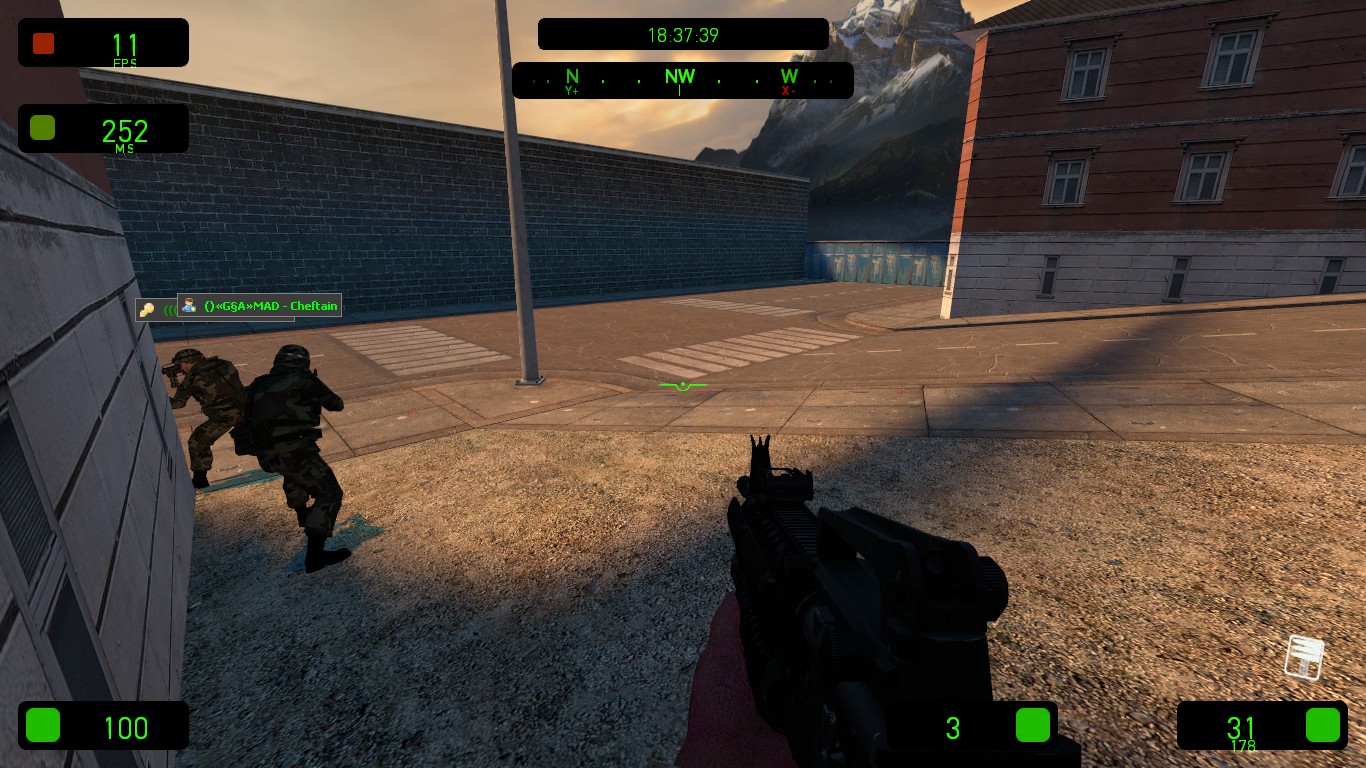 11
FPS
18:37:39
N NW W
Y+ X-
252
MS
()«G§A»MAD - Cheftain
100
3
31
178